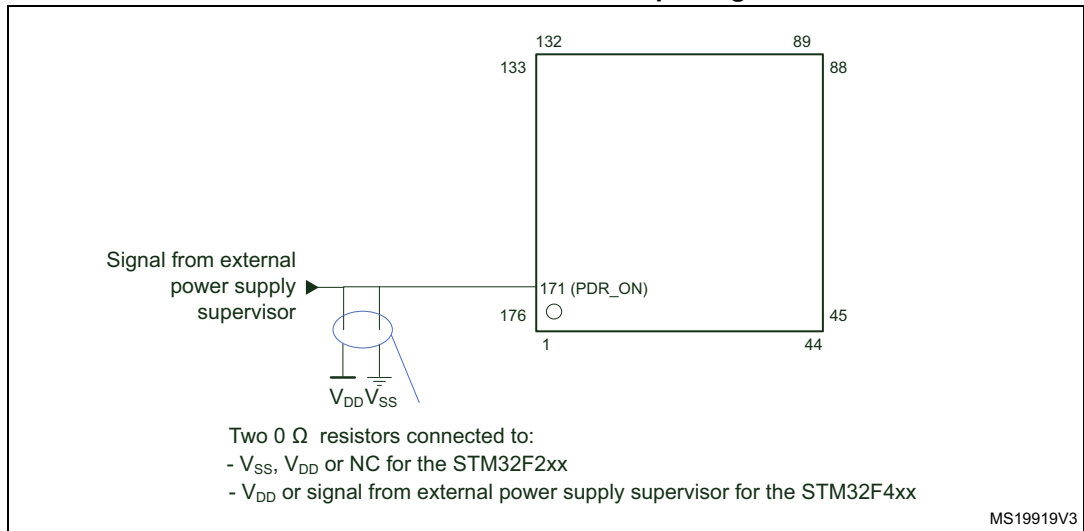 132
89
133
88
Signal from external
power supply
supervisor
171 (PDR_ON)
176
45
1
44
VDD VSS
Two 0 Ω resistors connected to:
- VSS, VDD or NC for the STM32F2xx
- VDD or signal from external power supply supervisor for the STM32F4xx
MS19919V3